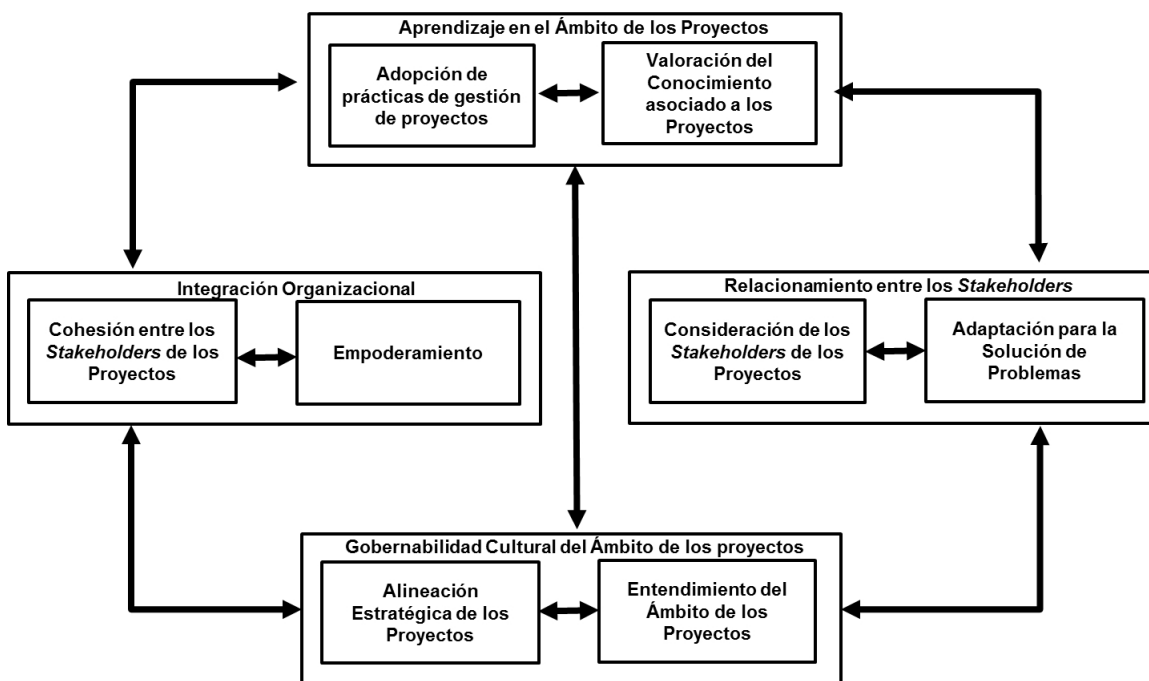 Aprendizaje en el Ámbito de los Proyectos
Adopción de
prácticas de gestión
de proyectos
Valoración del
Conocimiento
asociado a los
Proyectos
Integración Organizacional
Cohesión entre los
Stakeholders de los
Proyectos
Empoderamiento
Relacionamiento entre los Stakeholders
Consideración de los
Stakeholders de los
Proyectos
Adaptación para la
Solución de
Problemas
Gobernabilidad Cultural del Ámbito de los proyectos
Alineación
Estratégica de los
Proyectos
Entendimiento del
Ámbito de los
Proyectos